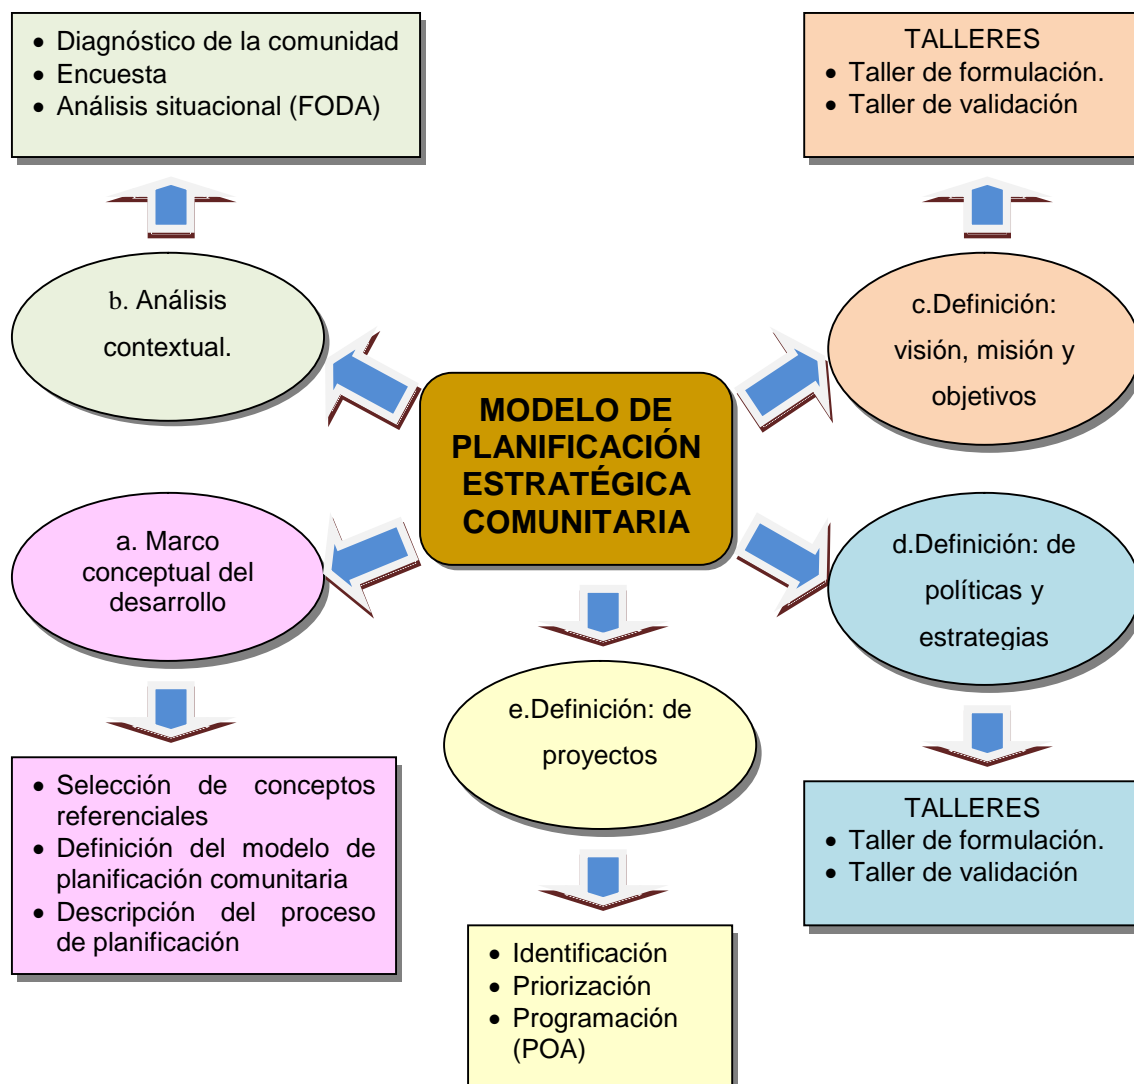 • Diagnóstico de la comunidad
• Encuesta
• Análisis situacional (FODA)
TALLERES
• Taller de formulación.
• Taller de validación
b. Análisis
contextual.
c.Definición:
visión, misión y
objetivos
MODELO DE
PLANIFICACIÓN
ESTRATÉGICA
COMUNITARIA
a. Marco
conceptual del
desarrollo
d.Definición: de
políticas y
estrategias
e.Definición: de
proyectos
• Selección de conceptos
referenciales
• Definición del modelo de
planificación comunitaria
• Descripción del proceso
de planificación
TALLERES
• Taller de formulación.
• Taller de validación
• Identificación
• Priorización
• Programación
(POA)